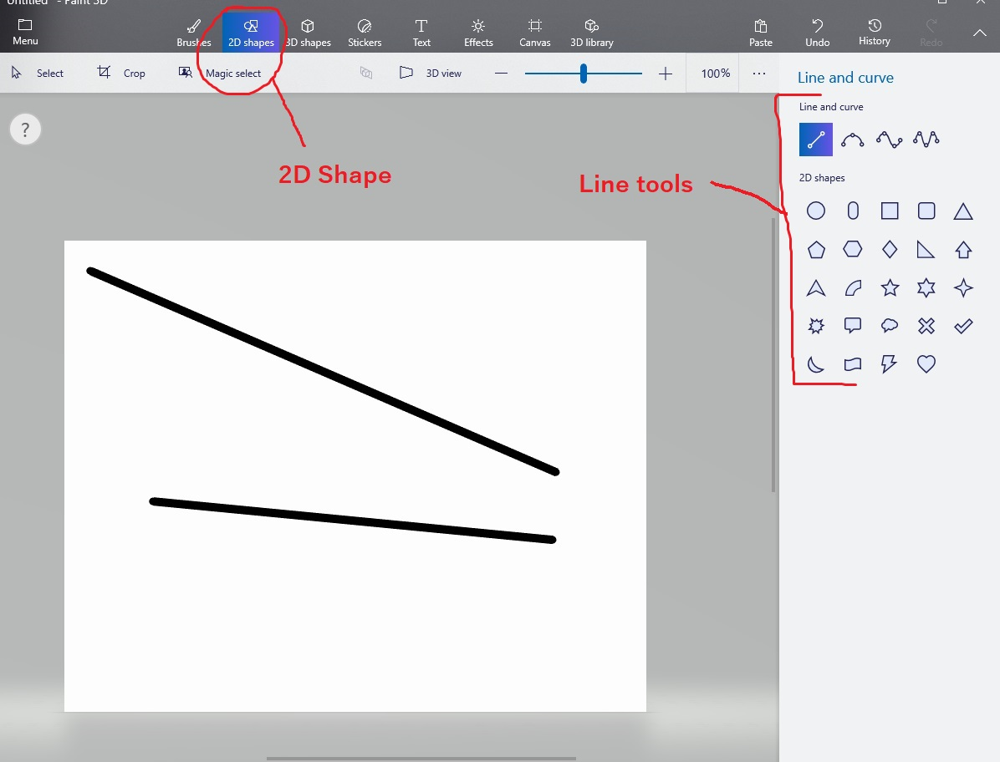 Untitled - Paint 3D
Menu
Brushes
2D shapes
3D shapes
Stickers
Text
Effects
Canvas
3D library
Paste
Undo
History
Redo
Select
Crop
Magic select
3D view
100%
...
Line and curve
Line and curve
2D shapes
?
2D Shape
Line tools